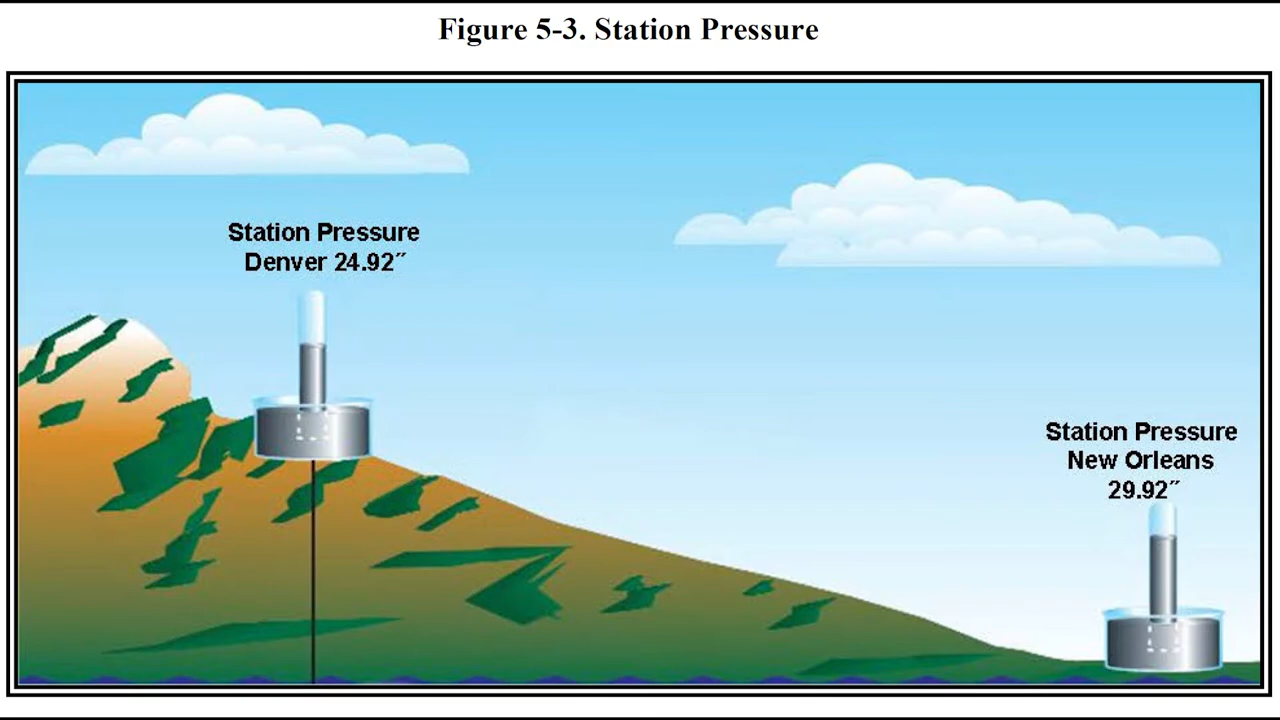 Figure 5-3. Station Pressure
Station Pressure
Denver 24.92″
Station Pressure
New Orleans
29.92″